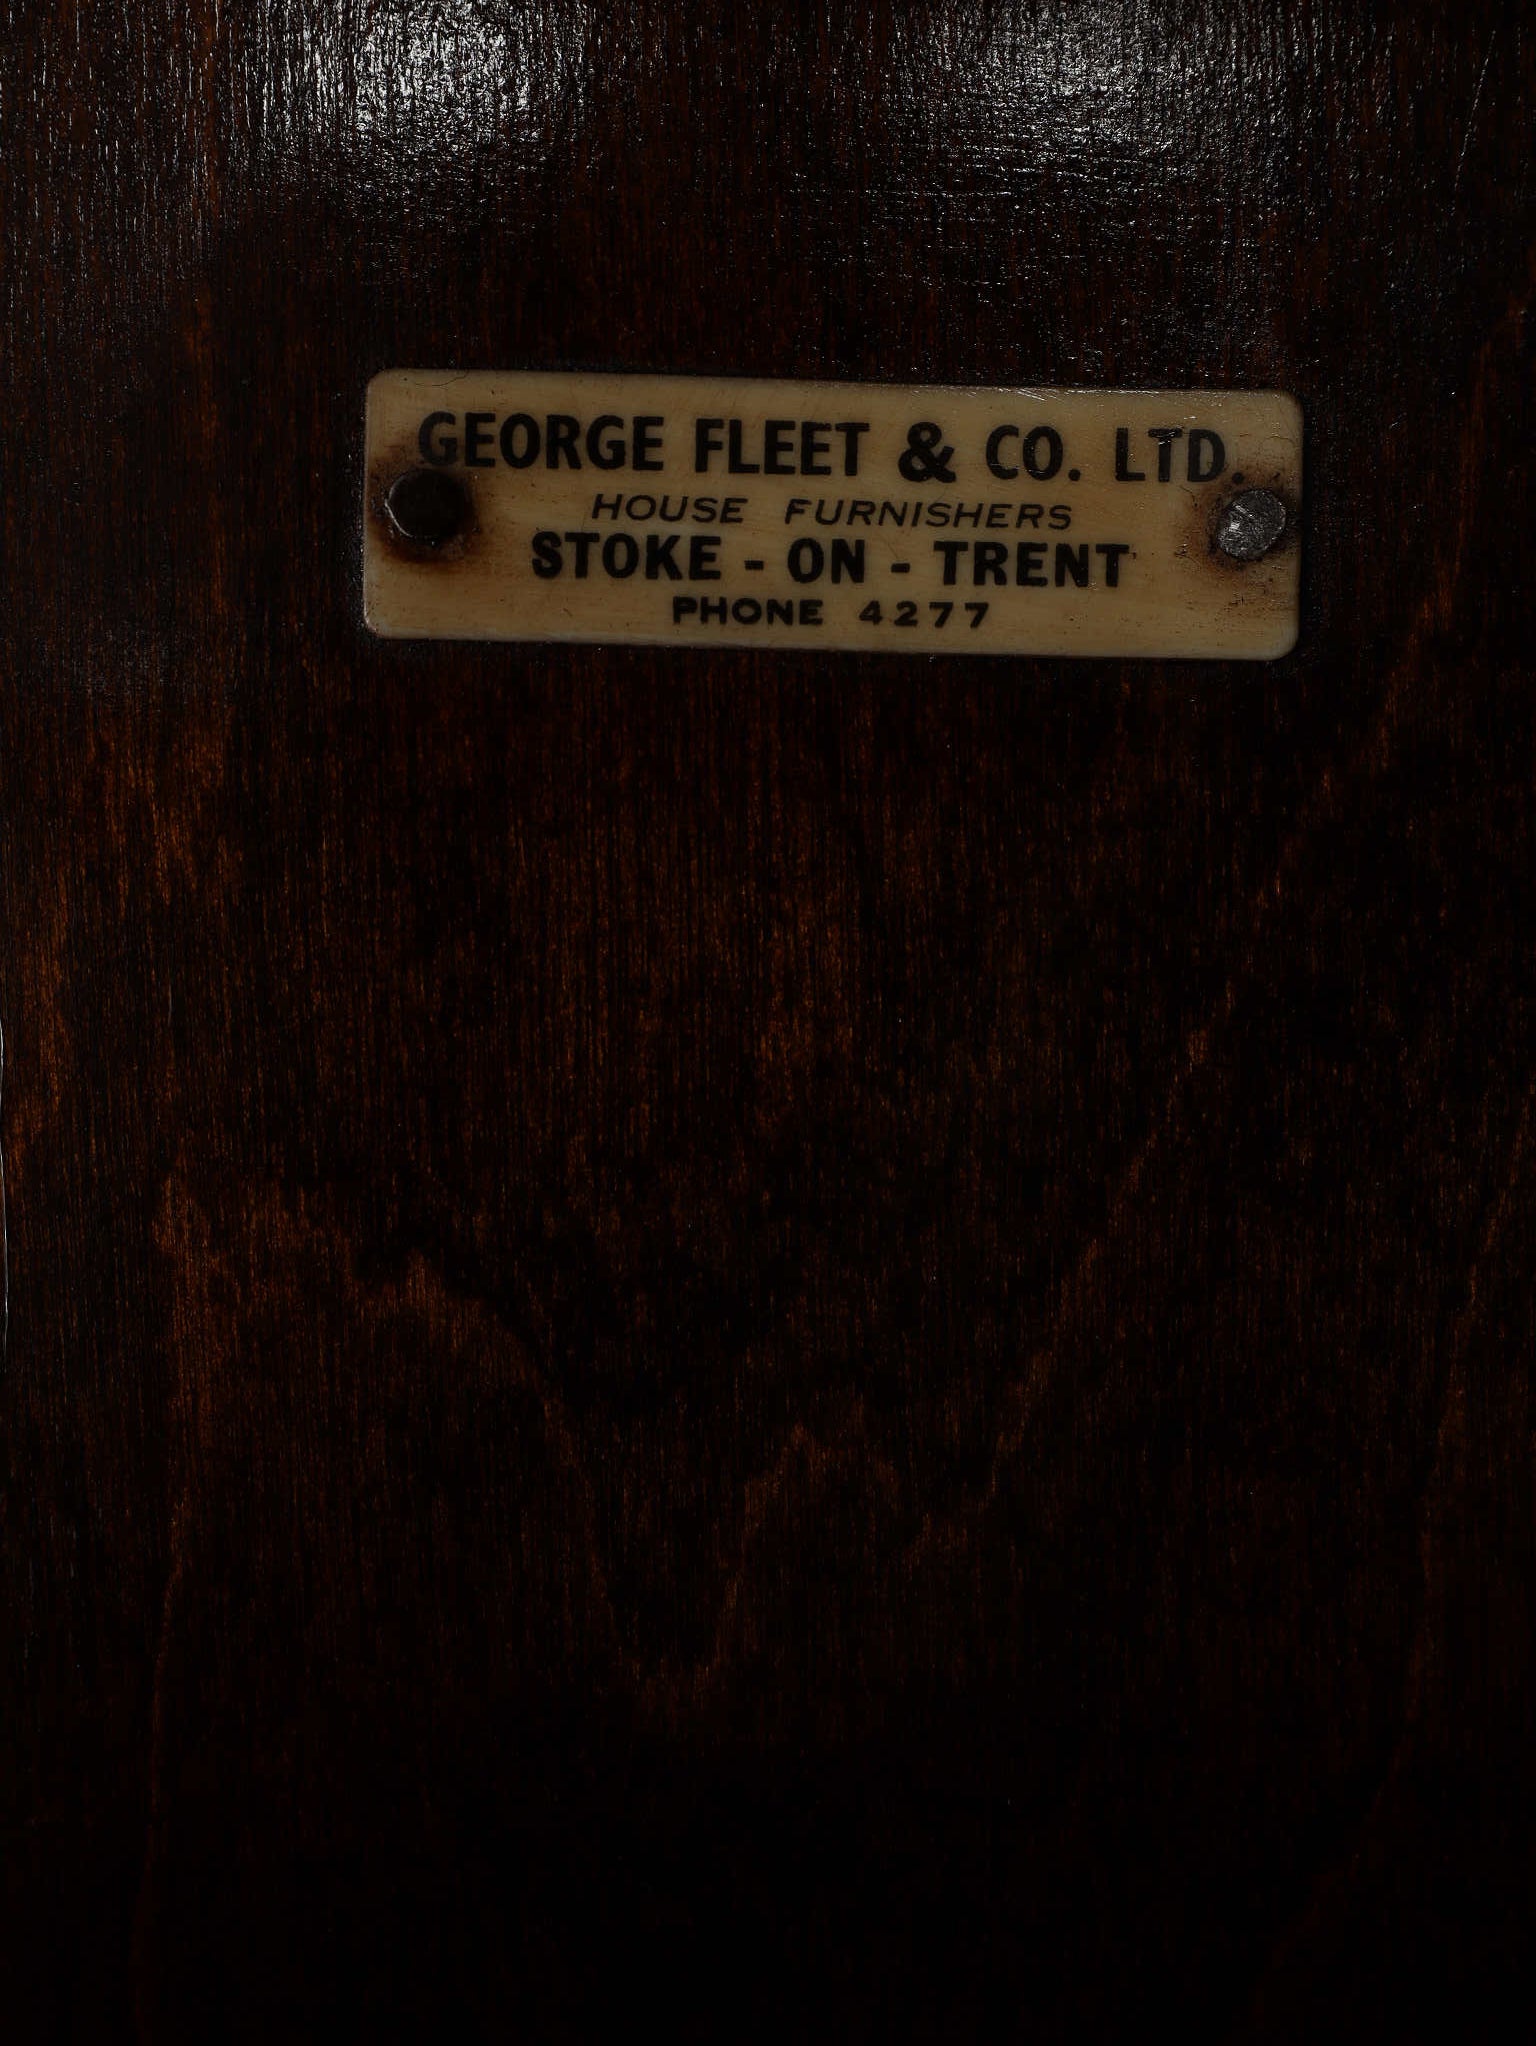 GEORGE FLEET & CO. LTD.
HOUSE FURNISHERS
STOKE - ON - TRENT
PHONE 4277